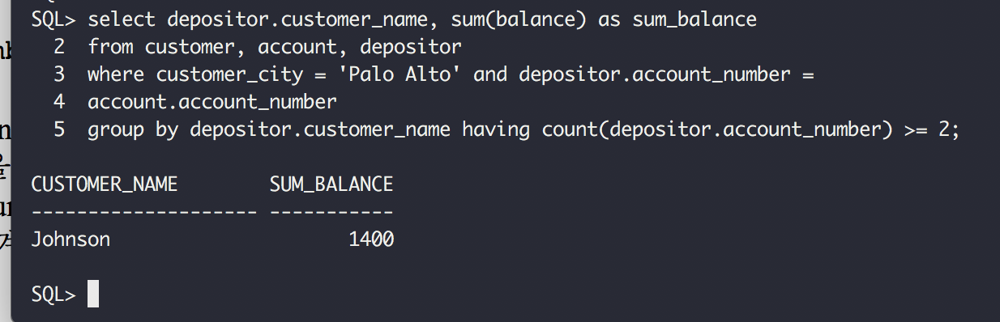 SQL> select depositor.customer_name, sum(balance) as sum_balance
2 from customer, account, depositor
3 where customer_city = 'Palo Alto' and depositor.account_number =
4 account.account_number
5 group by depositor.customer_name having count(depositor.account_number) >= 2;
CUSTOMER_NAME SUM_BALANCE
-------------------- -----------
Johnson 1400
SQL>